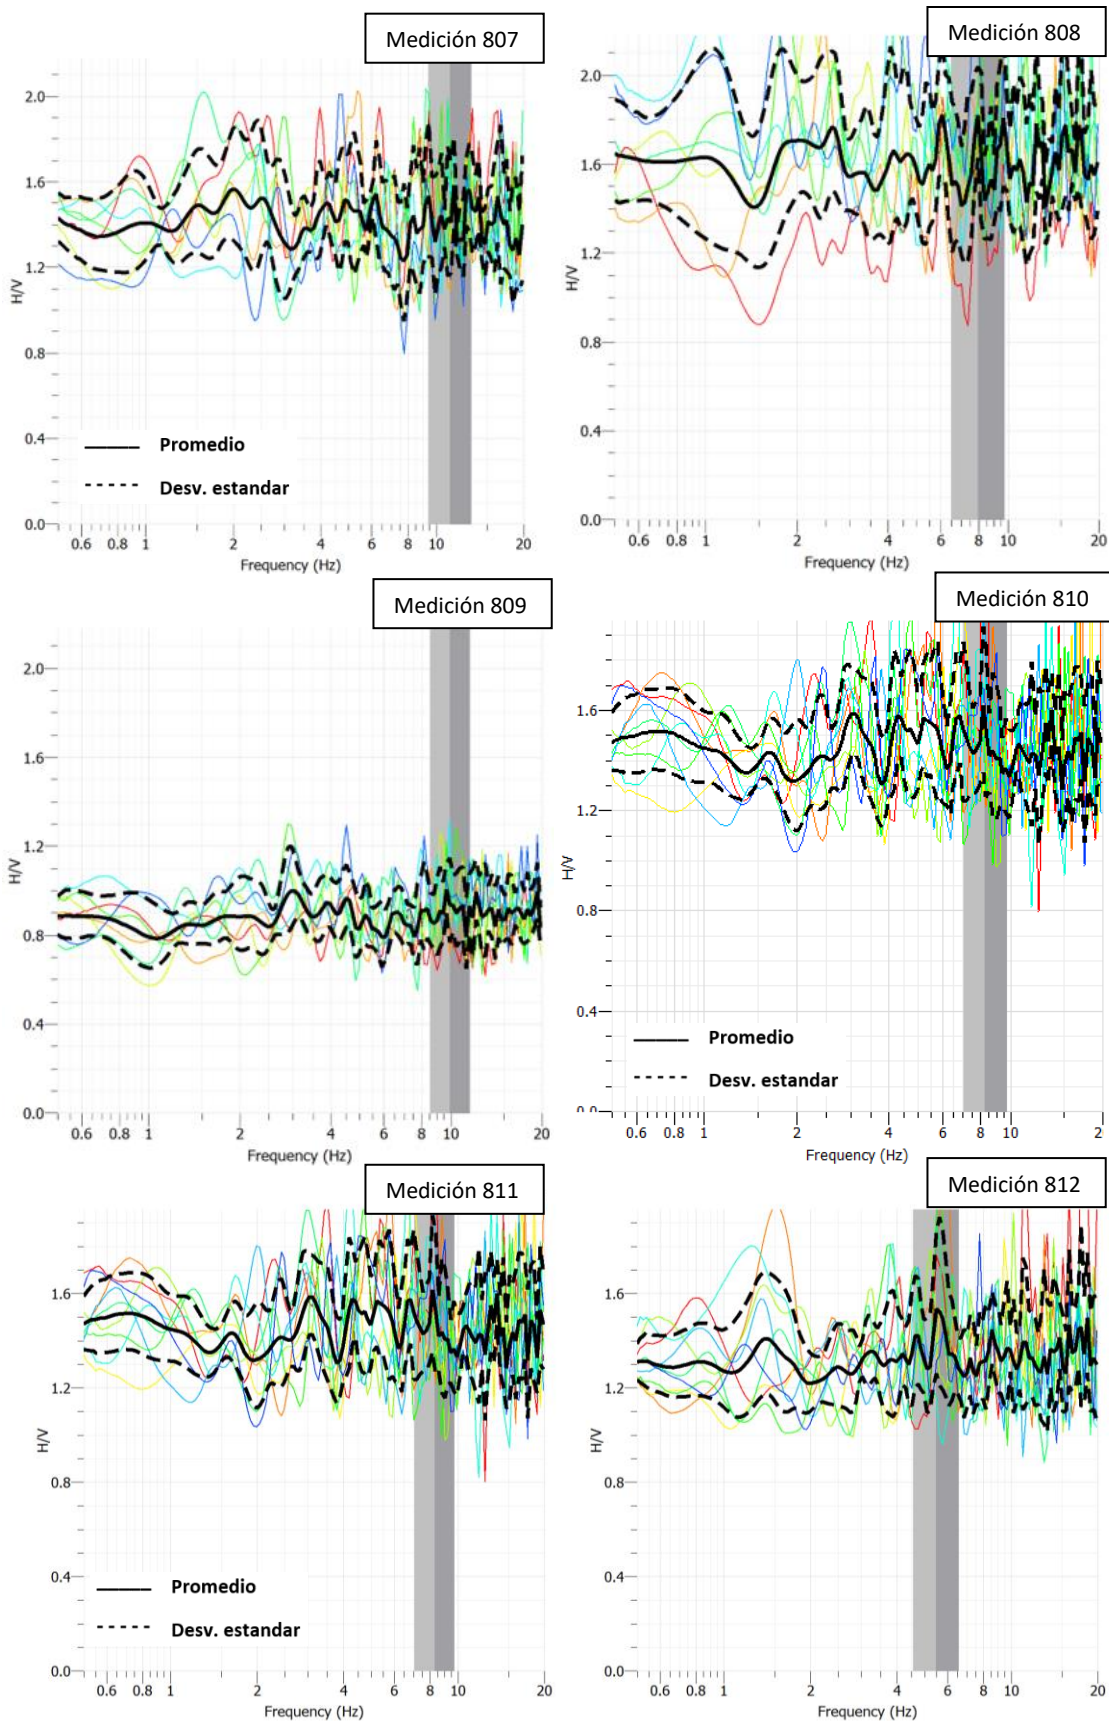 Medición 807
2.0
1.6
1.2
H/V
0.8
0.4
Promedio
Desv. estandar
0.0
0.6 0.8 1 2 4 6 8 10 20
Frequency (Hz)
Medición 808
2.0
1.6
1.2
H/V
0.8
0.4
0.0
0.6 0.8 1 2 4 6 8 10 20
Frequency (Hz)
Medición 809
2.0
1.6
1.2
H/V
0.8
0.4
0.0
0.6 0.8 1 2 4 6 8 10 20
Frequency (Hz)
Medición 810
1.6
1.2
H/V
0.8
0.4
Promedio
Desv. estandar
0.0
0.6 0.8 1 2 4 6 8 10 2
Frequency (Hz)
Medición 811
1.6
1.2
H/V
0.8
0.4
Promedio
Desv. estandar
0.0
0.6 0.8 1 2 4 6 8 10 20
Frequency (Hz)
Medición 812
1.6
1.2
H/V
0.8
0.4
0.0
0.6 0.8 1 2 4 6 8 10 20
Frequency (Hz)